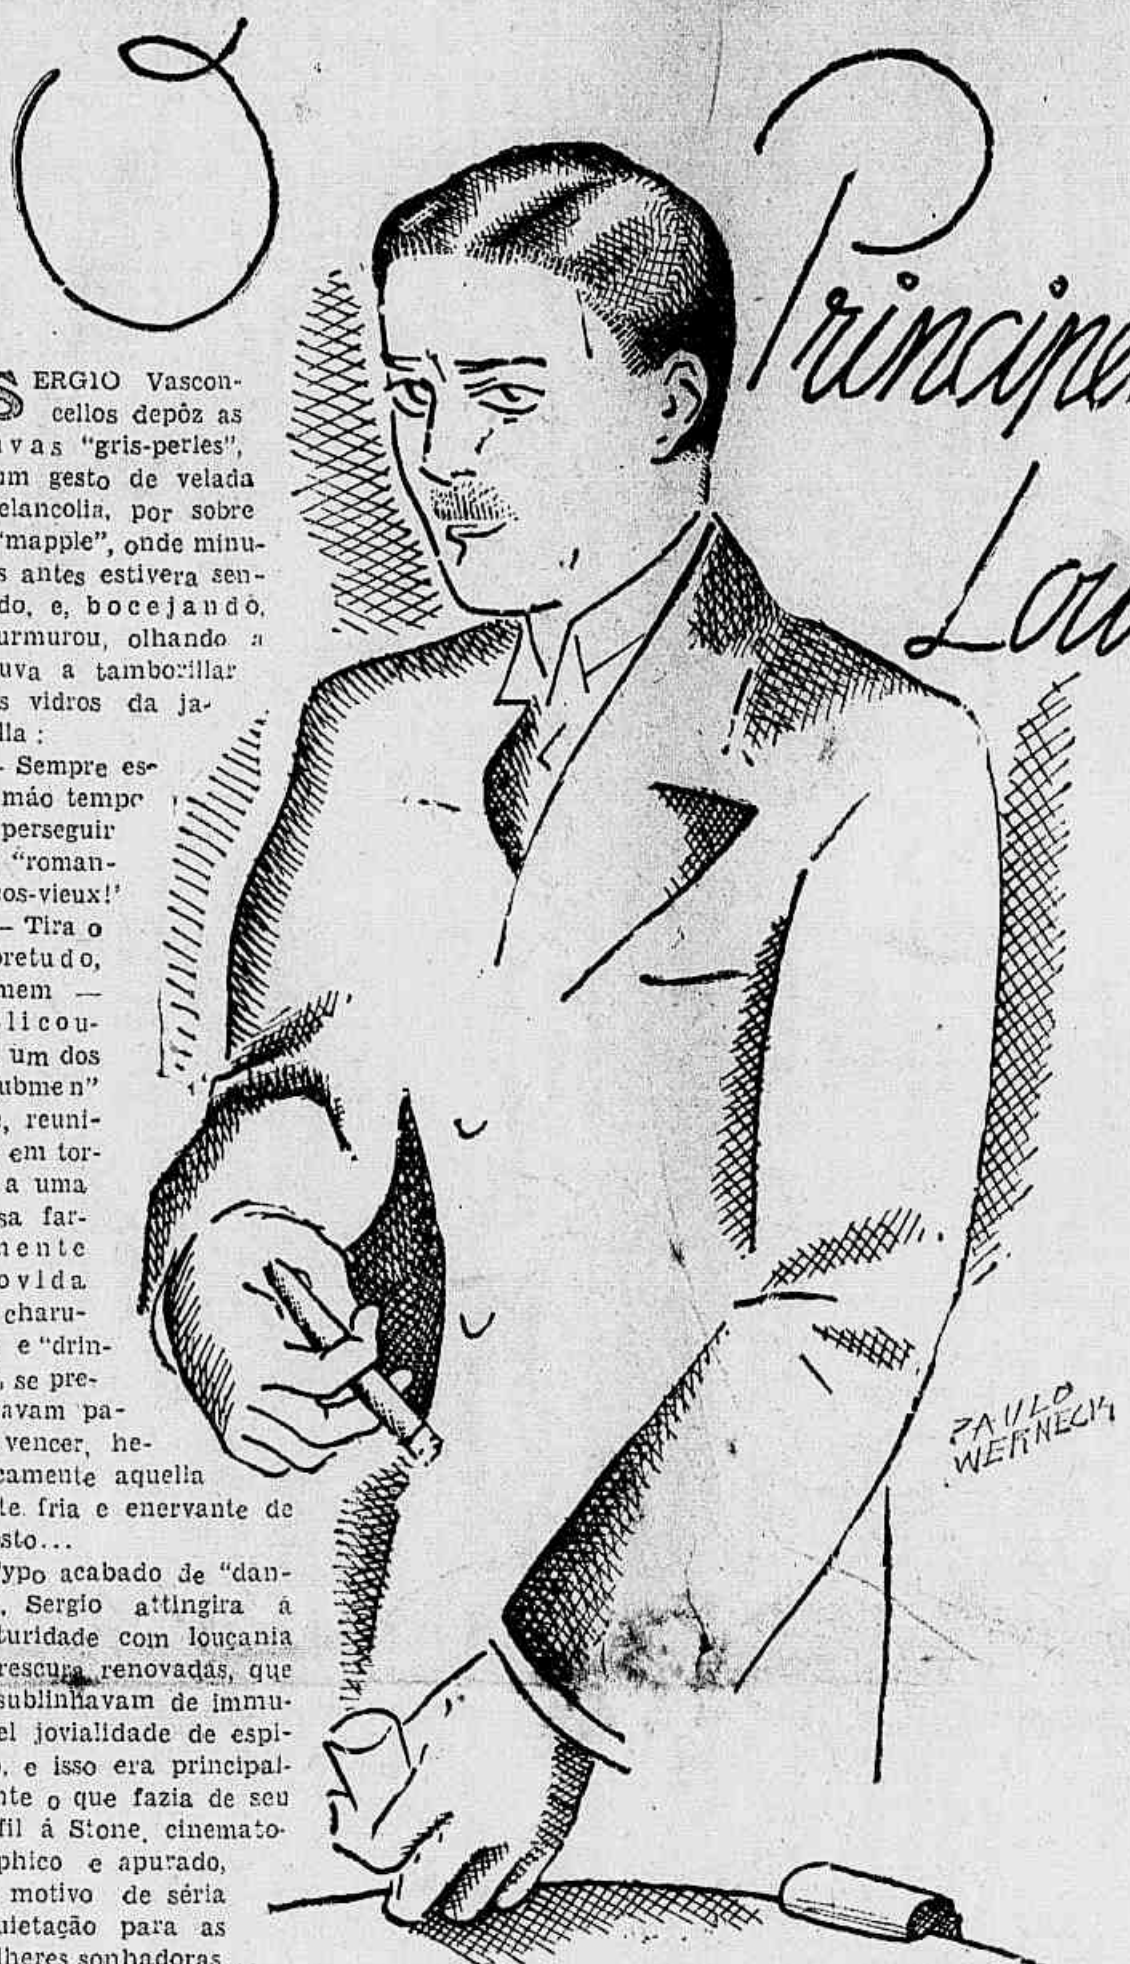 O
Principe
Lou
SERGIO Vascon-
cellos depôz as
uvas "gris-perles",
um gesto de velada
elancolia, por sobre
"mapple", onde minu-
s antes estivera sen-
do, e, bocejando,
urmurou, olhando a
uva a tamborillar
s vidros da ja-
lla :
— Sempre es-
máo tempo
perseguir
"roman-
os-vieux!'
— Tira o
bretudo,
mem —
licou-
um dos
ubmen"
, reuni-
em tor-
a uma
sa far-
mente
ovida
charu-
e "drin-
, se pre-
avam pa-
vencer, he-
camente aquella
te. fria e enervante de
sto...
Typo acabado de "dan-
, Sergio attingira á
turidade com louçania
rescura renovadas, que
sublinhavam de immu-
el jovialidade de espi-
o, e isso era principal-
nte o que fazia de seu
fil á Stone, cinemato-
phico e apurado,
motivo de séria
uietação para as
lheres sonhadoras
PAULO
WERNECK